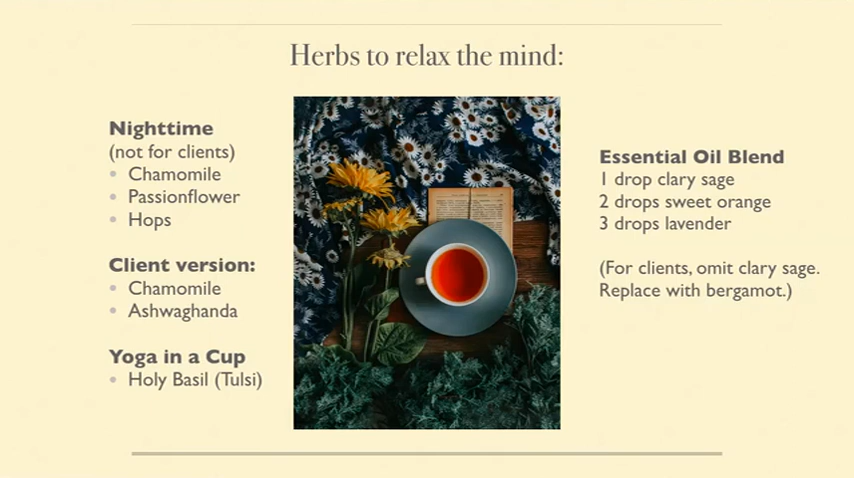 Herbs to relax the mind:
Nighttime
(not for clients)
• Chamomile
• Passionflower
• Hops
Client version:
• Chamomile
• Ashwaghanda
Yoga in a Cup
• Holy Basil (Tulsi)
Essential Oil Blend
1 drop clary sage
2 drops sweet orange
3 drops lavender
(For clients, omit clary sage.
Replace with bergamot.)